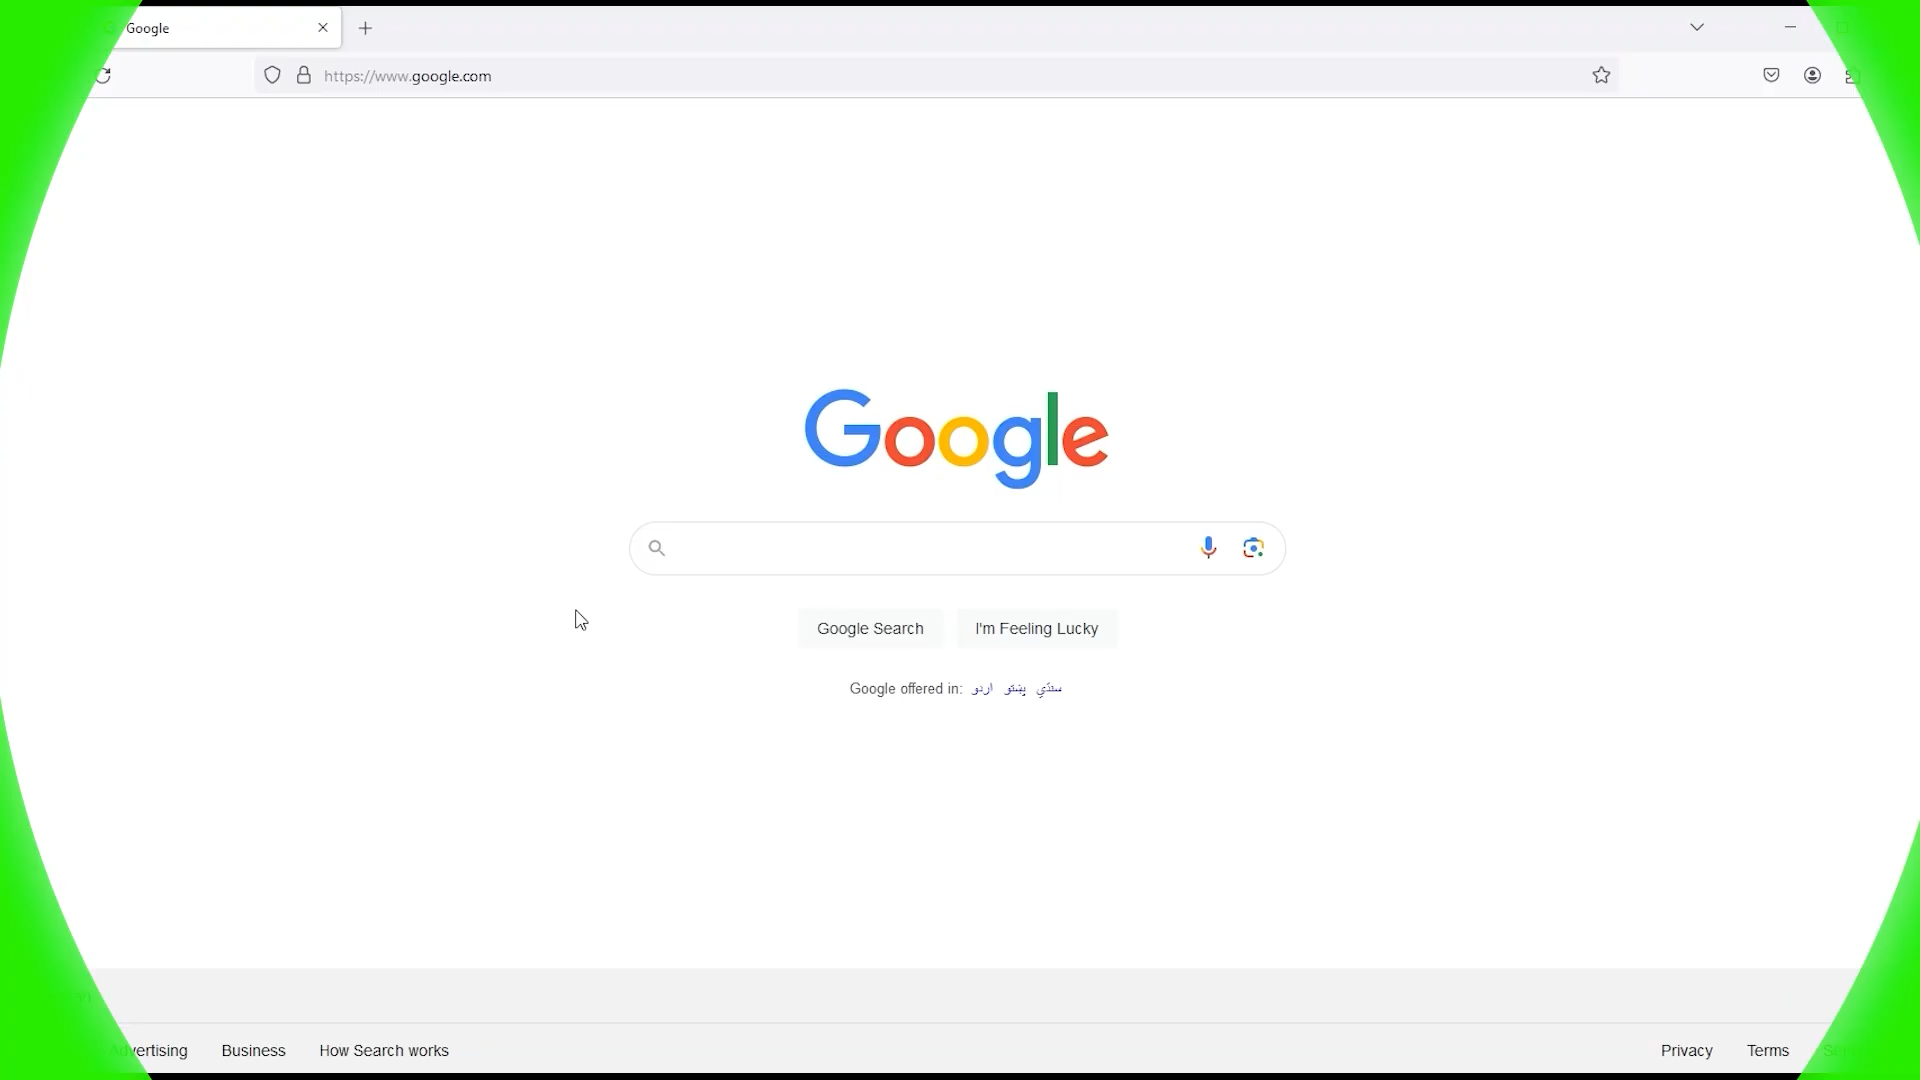 Google
https://www.google.com
Google
Google Search
I'm Feeling Lucky
Google offered in: اردو پښتو سنڌي
Advertising
Business
How Search works
Privacy
Terms